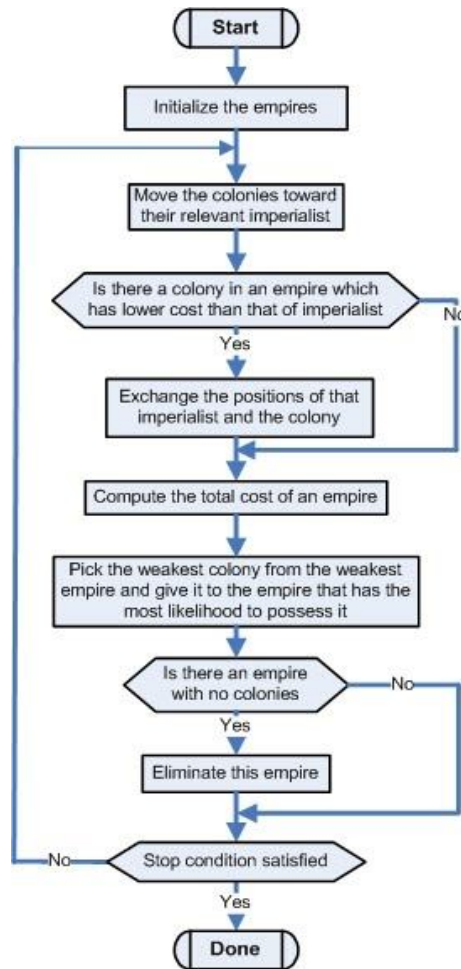 Start
Initialize the empires
Move the colonies toward
their relevant imperialist
Is there a colony in an empire which
has lower cost than that of imperialist
No
Yes
Exchange the positions of that
imperialist and the colony
Compute the total cost of an empire
Pick the weakest colony from the weakest
empire and give it to the empire that has the
most likelihood to possess it
Is there an empire
with no colonies
No
Yes
Eliminate this empire
No
Stop condition satisfied
Yes
Done